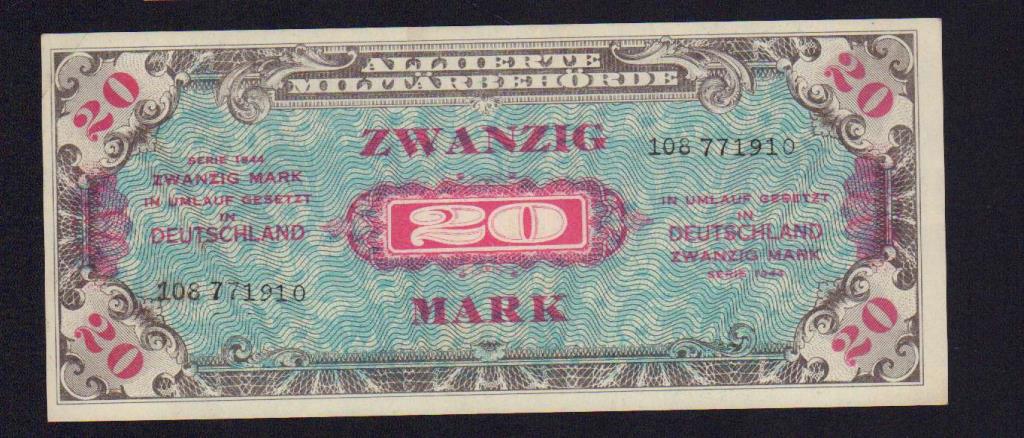 20
ALLIIERTE
MILITÄRBEHÖRDE
20
ZWANZIG
108 771910
SERIE 1944
ZWANZIG MARK
IN UMLAUF GESETZT
IN
DEUTSCHLAND
20
IN UMLAUF GESETZT
IN
DEUTSCHLAND
ZWANZIG MARK
SERIE 1944
108 771910
MARK
20
20